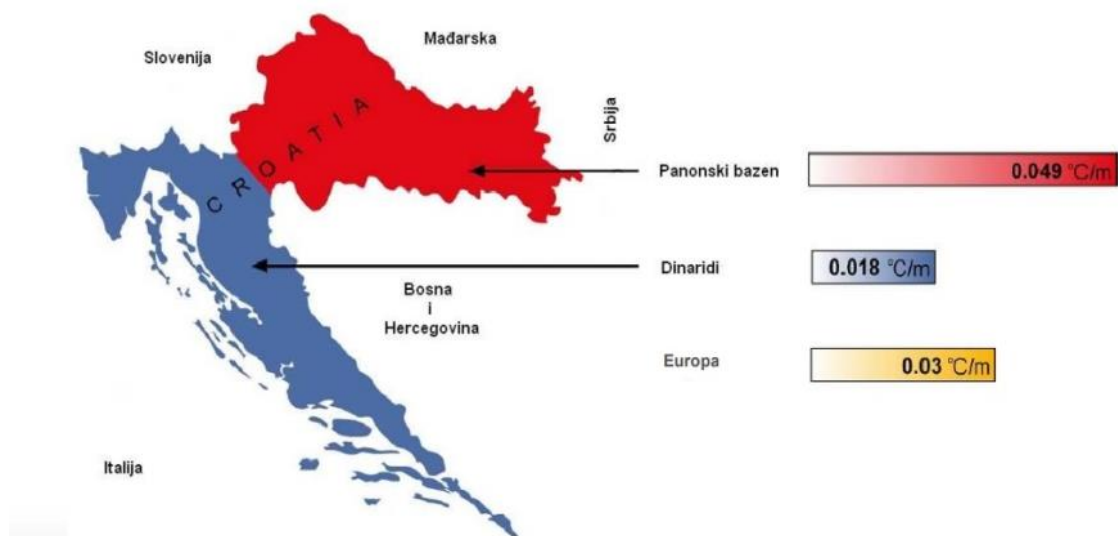 Slovenija
Mađarska
Srbija
CROATIA
Panonski bazen
0.049 °C/m
Dinaridi
0.018 °C/m
Bosna
i
Hercegovina
Europa
0.03 °C/m
Italija